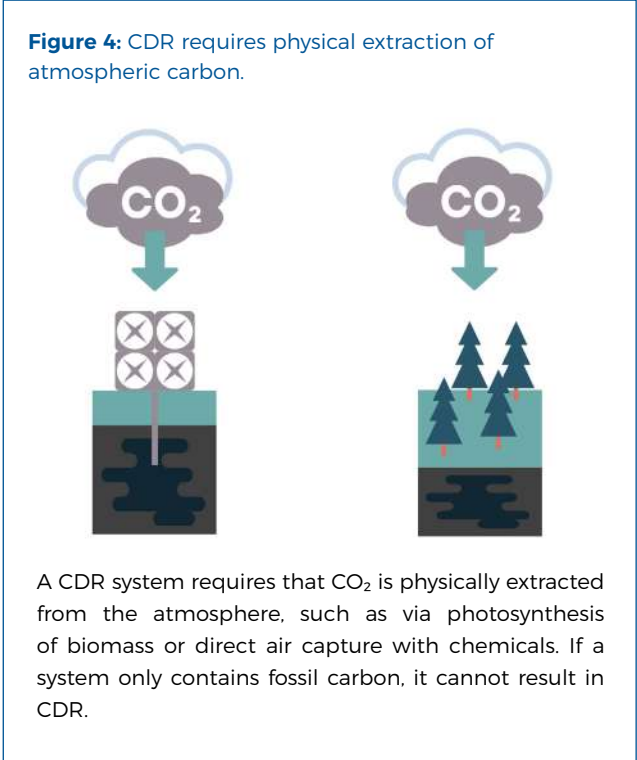 Figure 4: CDR requires physical extraction of
atmospheric carbon.
CO₂
CO₂
A CDR system requires that CO₂ is physically extracted
from the atmosphere, such as via photosynthesis
of biomass or direct air capture with chemicals. If a
system only contains fossil carbon, it cannot result in
CDR.